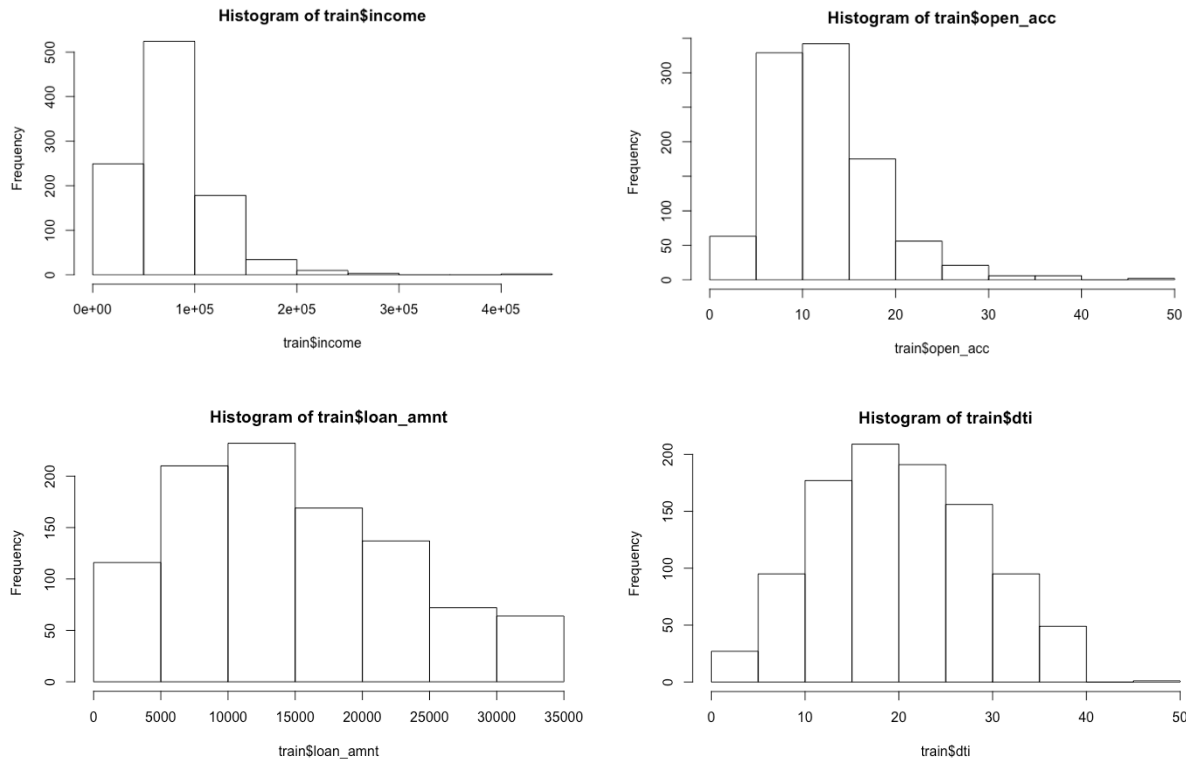 Histogram of train$income
Frequency
500
400
300
200
100
0
0e+00 1e+05 2e+05 3e+05 4e+05
train$income
Histogram of train$open_acc
Frequency
300
200
100
50
0
0 10 20 30 40 50
train$open_acc
Histogram of train$loan_amnt
Frequency
200
150
100
50
0
0 5000 10000 15000 20000 25000 30000 35000
train$loan_amnt
Histogram of train$dti
Frequency
200
150
100
50
0
0 10 20 30 40 50
train$dti